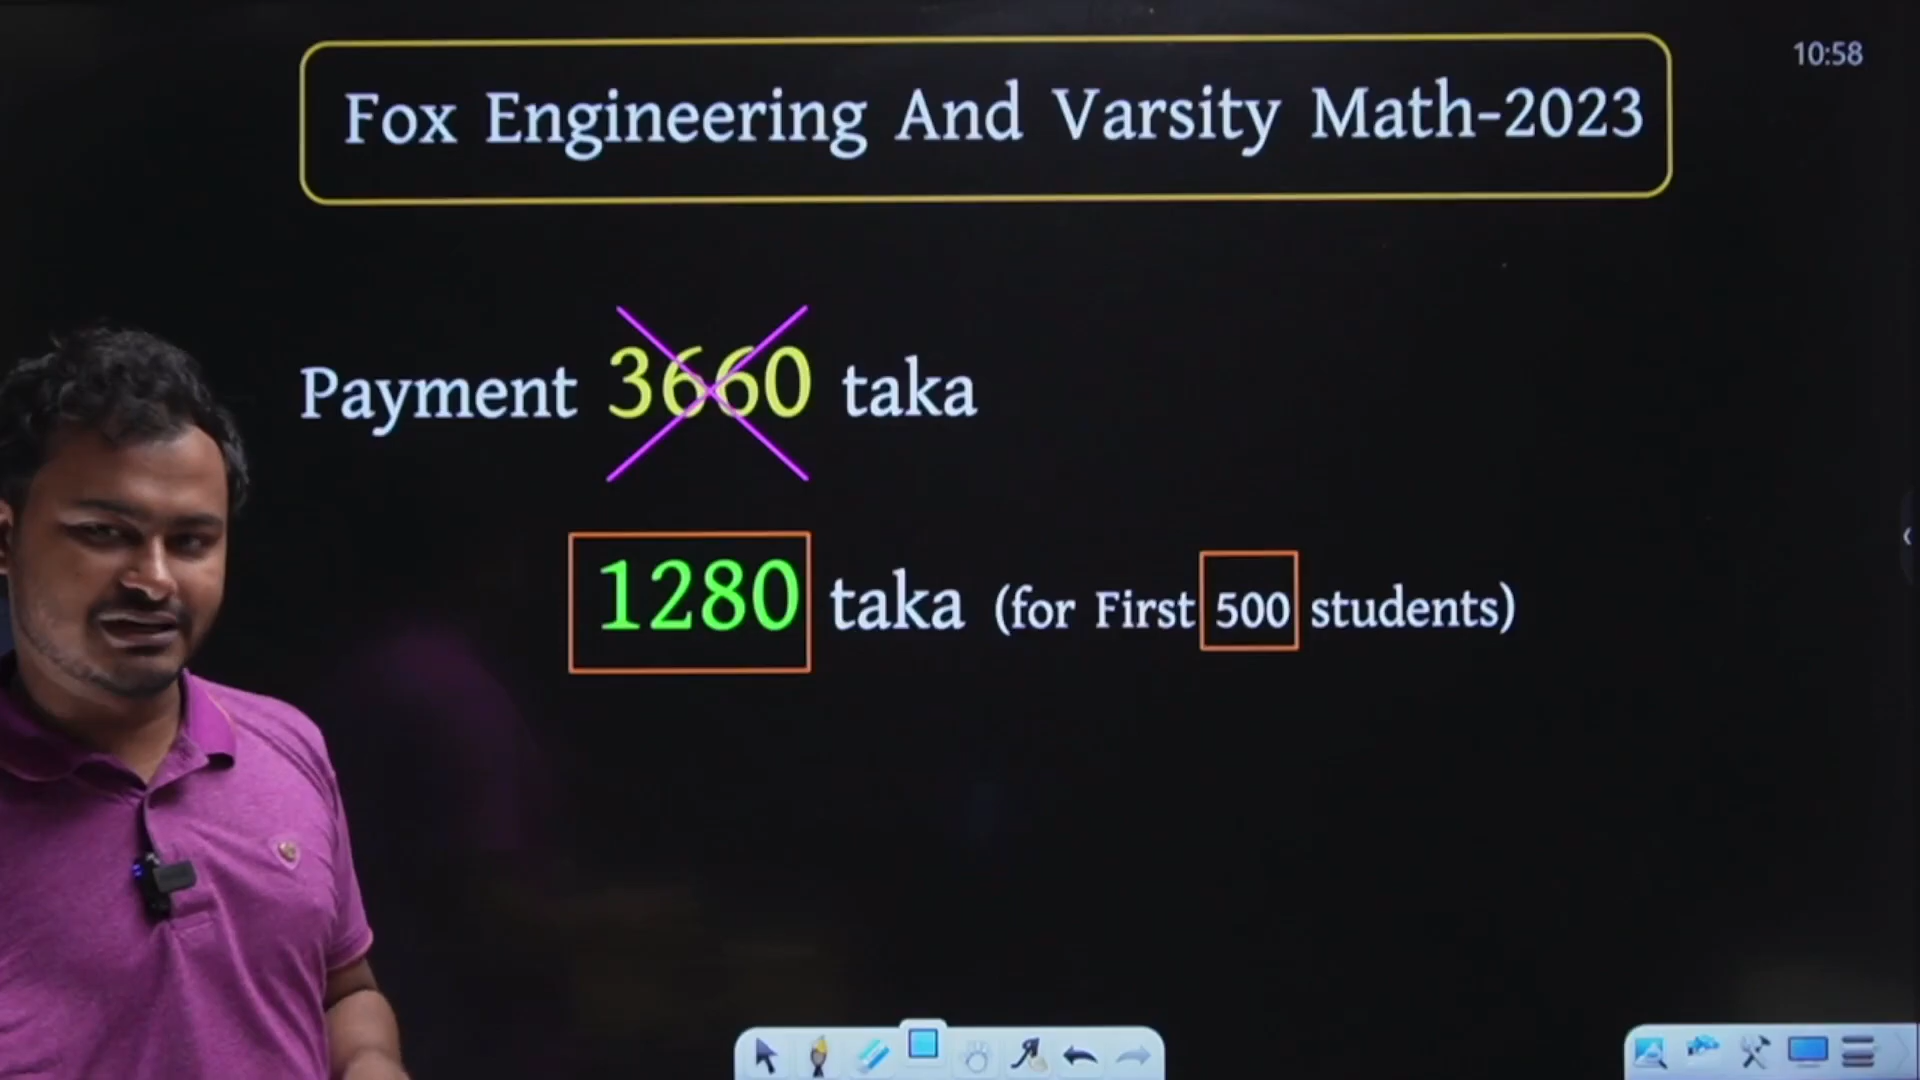 Fox Engineering And Varsity Math-2023
10:58
Payment 3660 taka
1280 taka (for First 500 students)